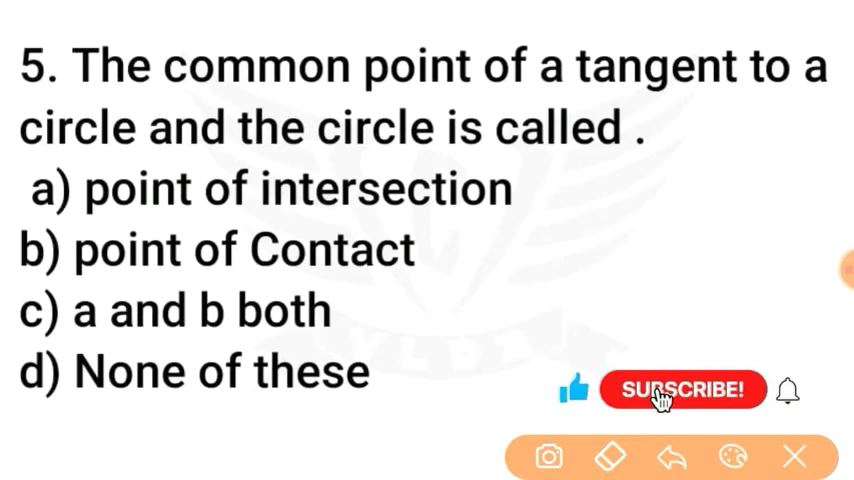 5. The common point of a tangent to a
circle and the circle is called .
a) point of intersection
b) point of Contact
c) a and b both
d) None of these
SUBSCRIBE!